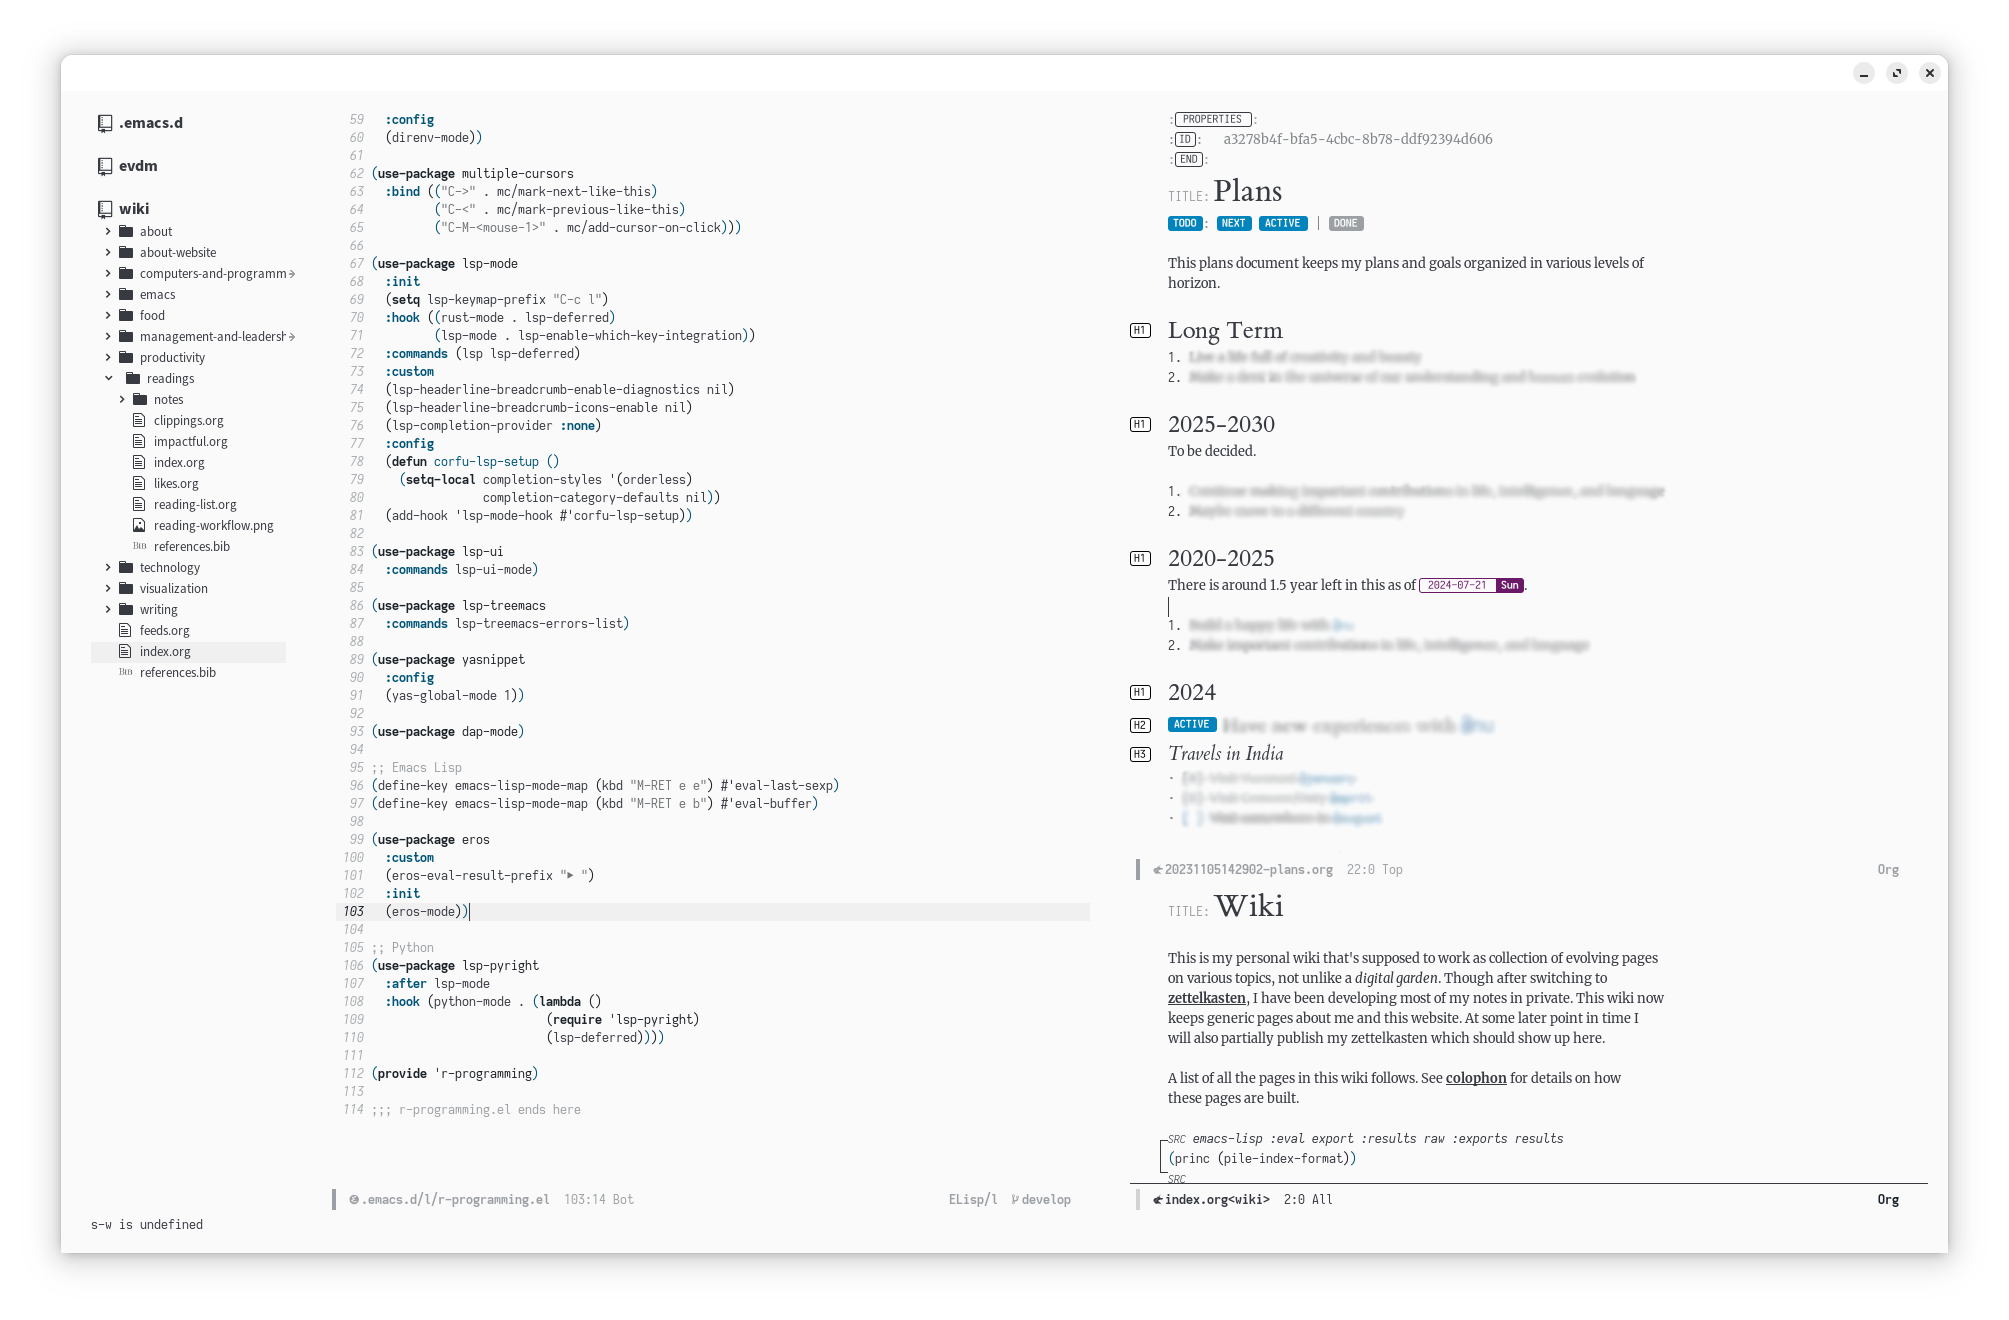 .emacs.d
evdm
wiki
about
about-website
computers-and-programm
emacs
food
management-and-leadersh
productivity
readings
notes
clippings.org
impactful.org
index.org
likes.org
reading-list.org
reading-workflow.png
references.bib
technology
visualization
writing
feeds.org
index.org
references.bib
59 :config
60 (direnv-mode))
61
62 (use-package multiple-cursors
63 :bind (("C->" . mc/mark-next-like-this)
64 ("C-<" . mc/mark-previous-like-this)
65 ("C-M-<mouse-1>" . mc/add-cursor-on-click)))
66
67 (use-package lsp-mode
68 :init
69 (setq lsp-keymap-prefix "C-c l")
70 :hook ((rust-mode . lsp-deferred)
71 (lsp-mode . lsp-enable-which-key-integration))
72 :commands (lsp lsp-deferred)
73 :custom
74 (lsp-headerline-breadcrumb-enable-diagnostics nil)
75 (lsp-headerline-breadcrumb-icons-enable nil)
76 (lsp-completion-provider :none)
77 :config
78 (defun corfu-lsp-setup ()
79 (setq-local completion-styles '(orderless)
80 completion-category-defaults nil))
81 (add-hook 'lsp-mode-hook #'corfu-lsp-setup))
82
83 (use-package lsp-ui
84 :commands lsp-ui-mode)
85
86 (use-package lsp-treemacs
87 :commands lsp-treemacs-errors-list)
88
89 (use-package yasnippet
90 :config
91 (yas-global-mode 1))
92
93 (use-package dap-mode)
94
95 ;; Emacs Lisp
96 (define-key emacs-lisp-mode-map (kbd "M-RET e e") #'eval-last-sexp)
97 (define-key emacs-lisp-mode-map (kbd "M-RET e b") #'eval-buffer)
98
99 (use-package eros
100 :custom
101 (eros-eval-result-prefix "▶ ")
102 :init
103 (eros-mode))
104
105 ;; Python
106 (use-package lsp-pyright
107 :after lsp-mode
108 :hook (python-mode . (lambda ()
109 (require 'lsp-pyright)
110 (lsp-deferred))))
111
112 (provide 'r-programming)
113
114 ;;; r-programming.el ends here
.emacs.d/l/r-programming.el 103:14 Bot ELisp/l develop
s-w is undefined
:PROPERTIES:
:ID: a3278b4f-bfa5-4cbc-8b78-ddf92394d606
:END:
TITLE: Plans
TODO: NEXT ACTIVE | DONE
This plans document keeps my plans and goals organized in various levels of
horizon.
H1 Long Term
1.
2.
H1 2025-2030
To be decided.
1.
2.
H1 2020-2025
There is around 1.5 year left in this as of 2024-07-21 Sun.
1.
2.
H1 2024
H2 ACTIVE
H3 Travels in India
20231105142902-plans.org 22:0 Top Org
TITLE: Wiki
This is my personal wiki that's supposed to work as collection of evolving pages
on various topics, not unlike a digital garden. Though after switching to
zettelkasten, I have been developing most of my notes in private. This wiki now
keeps generic pages about me and this website. At some later point in time I
will also partially publish my zettelkasten which should show up here.
A list of all the pages in this wiki follows. See colophon for details on how
these pages are built.
SRC emacs-lisp :eval export :results raw :exports results
(princ (pile-index-format))
SRC
index.org<wiki> 2:0 All Org